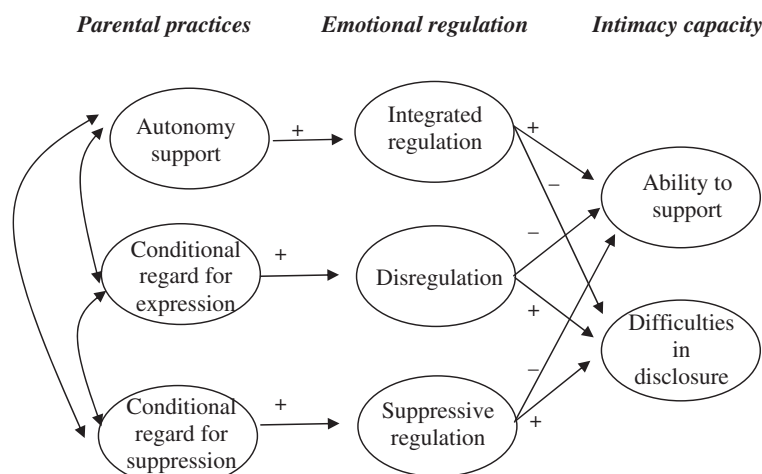 Parental practices
Emotional regulation
Intimacy capacity
Autonomy
support
+
Integrated
regulation
+
–
Ability to
support
Conditional
regard for
expression
+
Disregulation
–
+
Difficulties
in
disclosure
Conditional
regard for
suppression
+
Suppressive
regulation
–
+